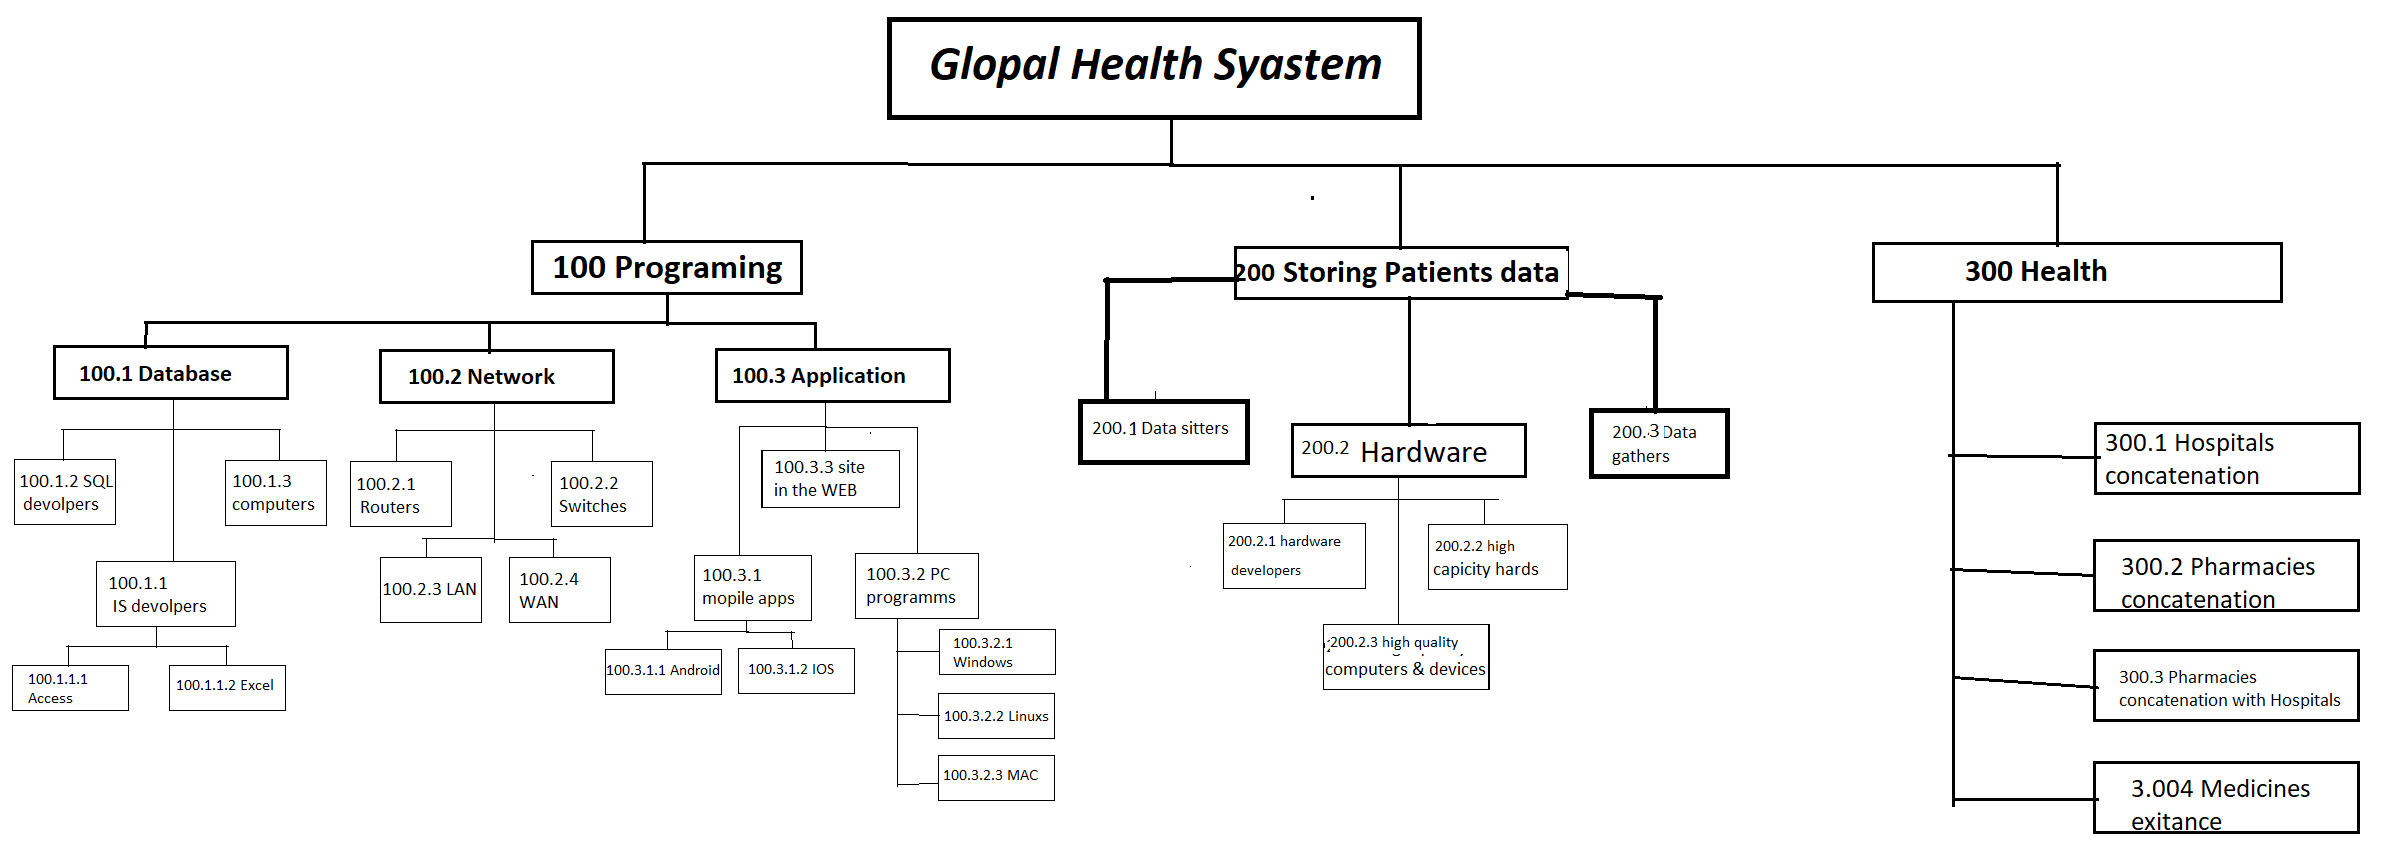 Glopal Health Syastem
100 Programing
200 Storing Patients data
300 Health
100.1 Database
100.2 Network
100.3 Application
200.1 Data sitters
200.2 Hardware
200.3 Data
gathers
100.1.2 SQL
devolpers
100.1.3
computers
100.2.1
Routers
100.2.2
Switches
100.3.3 site
in the WEB
100.1.1
IS devolpers
100.2.3 LAN
100.2.4
WAN
100.3.1
mopile apps
100.3.2 PC
programms
100.1.1.1
Access
100.1.1.2 Excel
100.3.1.1 Android
100.3.1.2 IOS
100.3.2.1
Windows
100.3.2.2 Linuxs
100.3.2.3 MAC
200.2.1 hardware
developers
200.2.2 high
capicity hards
200.2.3 high quality
computers & devices
300.1 Hospitals
concatenation
300.2 Pharmacies
concatenation
300.3 Pharmacies
concatenation with Hospitals
3.004 Medicines
exitance